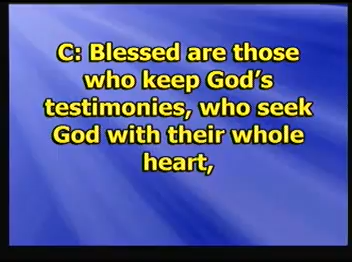 C: Blessed are those
who keep God's
testimonies, who seek
God with their whole
heart,